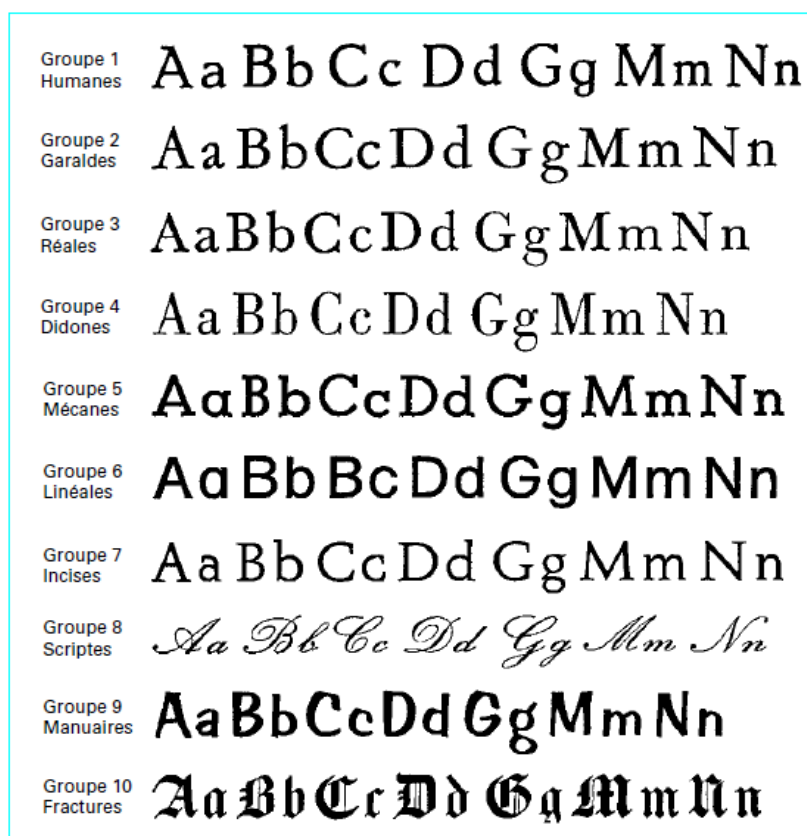 Groupe 1
Humanes
Aa Bb Cc Dd Gg Mm Nn
Groupe 2
Garaldes
Aa Bb Cc Dd Gg Mm Nn
Groupe 3
Réales
Aa Bb Cc Dd Gg Mm Nn
Groupe 4
Didones
Aa Bb Cc Dd Gg Mm Nn
Groupe 5
Mécanes
Aa Bb Cc Dd Gg Mm Nn
Groupe 6
Linéales
Aa Bb Bc Dd Gg Mm Nn
Groupe 7
Incises
Aa Bb Cc Dd Gg Mm Nn
Groupe 8
Scriptes
Aa Bb Cc Dd Gg Mm Nn
Groupe 9
Manuaires
Aa Bb Cc Dd Gg Mm Nn
Groupe 10
Fractures
Aa Bb Cc Dd Gg Mm Nn